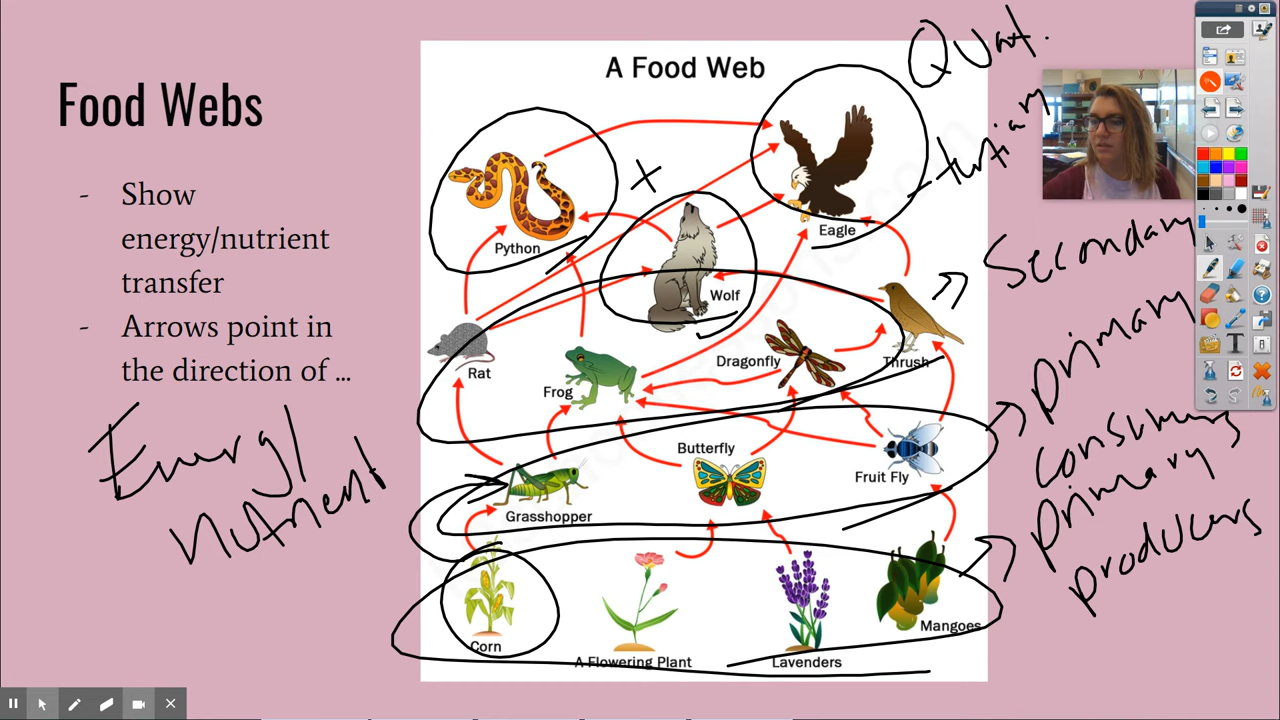 Food Webs
- Show
energy/nutrient
transfer
- Arrows point in
the direction of ...
Energy
nutrient
A Food Web
Python
Wolf
Eagle
Rat
Frog
Dragonfly
Thrush
Grasshopper
Butterfly
Fruit Fly
Corn
A Flowering Plant
Lavenders
Mangoes
Quat.
tertiary
Secondary
primary
consumers
primary
producers